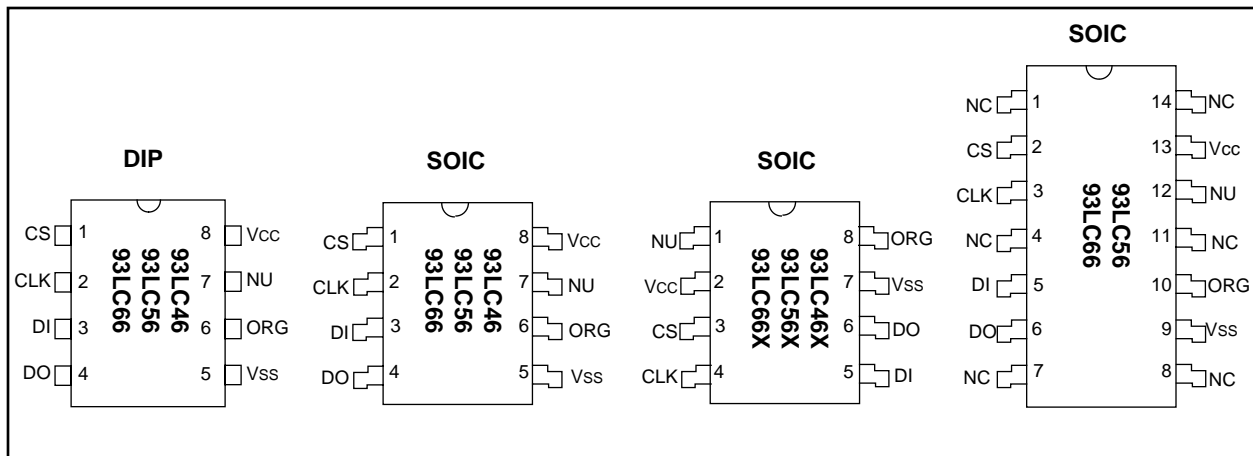 DIP
CS 1 8 VCC
CLK 2 7 NU
DI 3 6 ORG
DO 4 5 VSS
93LC46
93LC56
93LC66
SOIC
CS 1 8 VCC
CLK 2 7 NU
DI 3 6 ORG
DO 4 5 VSS
93LC46
93LC56
93LC66
SOIC
NU 1 8 ORG
VCC 2 7 VSS
CS 3 6 DO
CLK 4 5 DI
93LC46X
93LC56X
93LC66X
SOIC
NC 1 14 NC
CS 2 13 VCC
CLK 3 12 NU
NC 4 11 NC
DI 5 10 ORG
DO 6 9 VSS
NC 7 8 NC
93LC56
93LC66